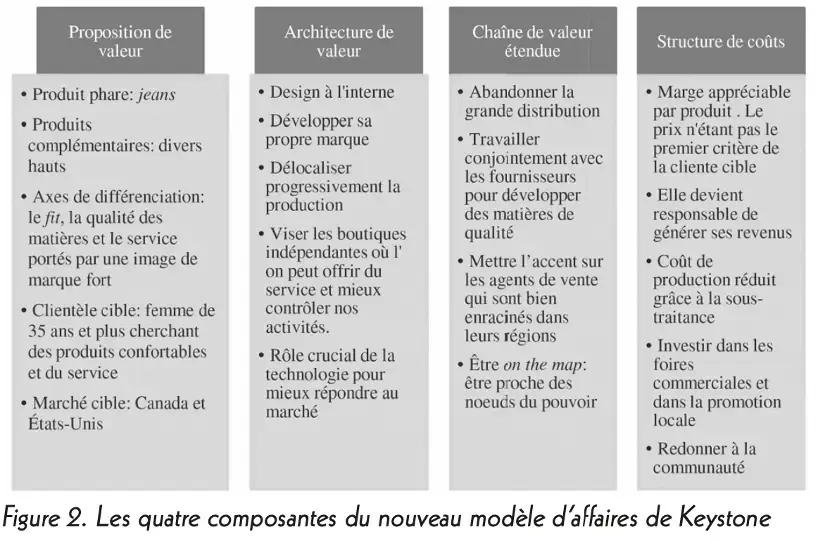 Proposition de
valeur
• Produit phare: jeans
• Produits
complémentaires: divers
hauts
• Axes de différenciation:
le fit, la qualité des
matières et le service
portés par une image de
marque fort
• Clientèle cible: femme de
35 ans et plus cherchant
des produits confortables
et du service
• Marché cible: Canada et
États-Unis
Architecture de
valeur
• Design à l'interne
• Développer sa
propre marque
• Délocaliser
progressivement la
production
• Viser les boutiques
indépendantes où l'
on peut offrir du
service et mieux
contrôler nos
activités.
• Rôle crucial de la
technologie pour
mieux répondre au
marché
Chaîne de valeur
étendue
• Abandonner la
grande distribution
• Travailler
conjointement avec
les fournisseurs
pour développer
des matières de
qualité
• Mettre l'accent sur
les agents de vente
qui sont bien
enracinés dans
leurs régions
• Être on the map:
être proche des
noeuds du pouvoir
Structure de coûts
• Marge appréciable
par produit . Le
prix n'étant pas le
premier critère de
la cliente cible
• Elle devient
responsable de
générer ses revenus
• Coût de
production réduit
grâce à la sous-
traitance
• Investir dans les
foires
commerciales et
dans la promotion
locale
• Redonner à la
communauté
Figure 2. Les quatre composantes du nouveau modèle d'affaires de Keystone